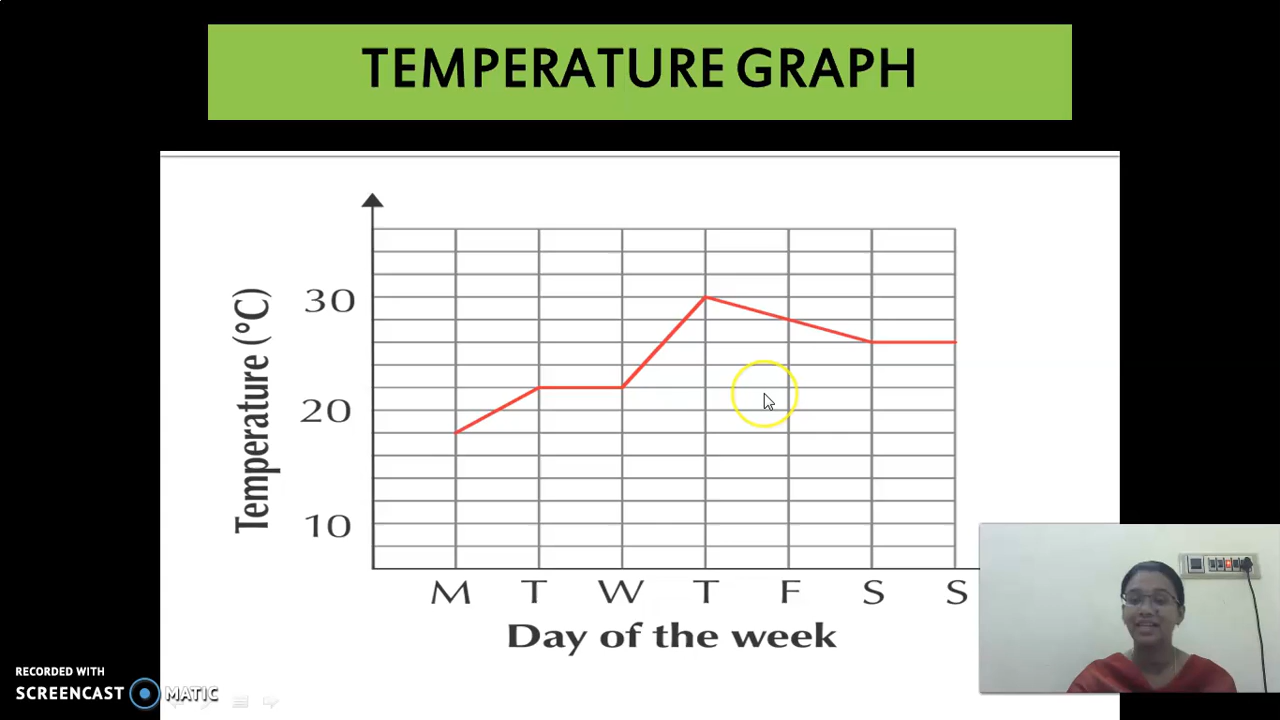 TEMPERATURE GRAPH
Temperature (°C)
30
20
10
M T W T F S S
Day of the week
RECORDED WITH
SCREENCAST MATIC